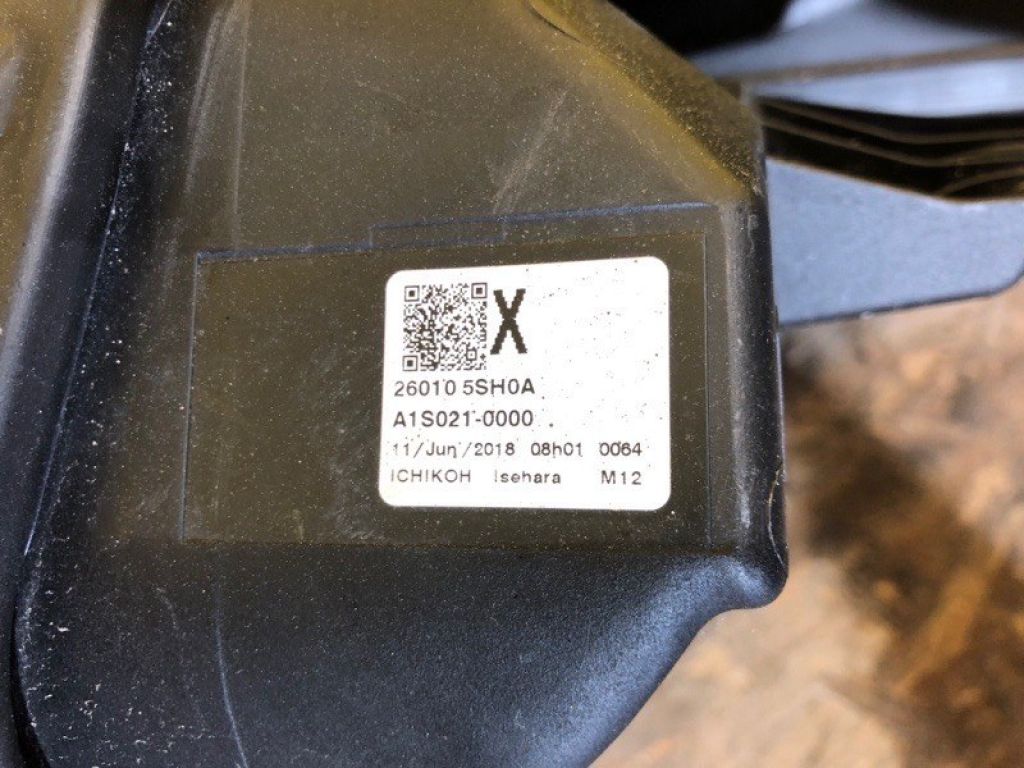 X
26010 5SH0A
A1S021-0000
11/Jun/2018 08h01 0064
ICHIKOH Isehara M12